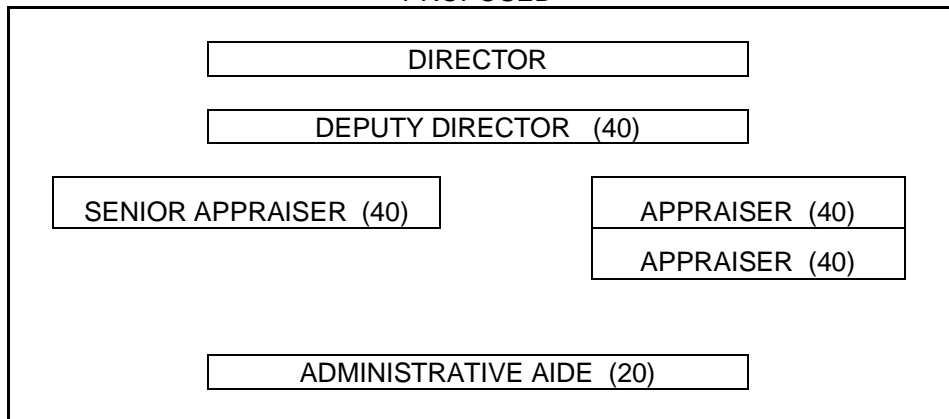 DIRECTOR
DEPUTY DIRECTOR (40)
SENIOR APPRAISER (40)
APPRAISER (40)
APPRAISER (40)
ADMINISTRATIVE AIDE (20)